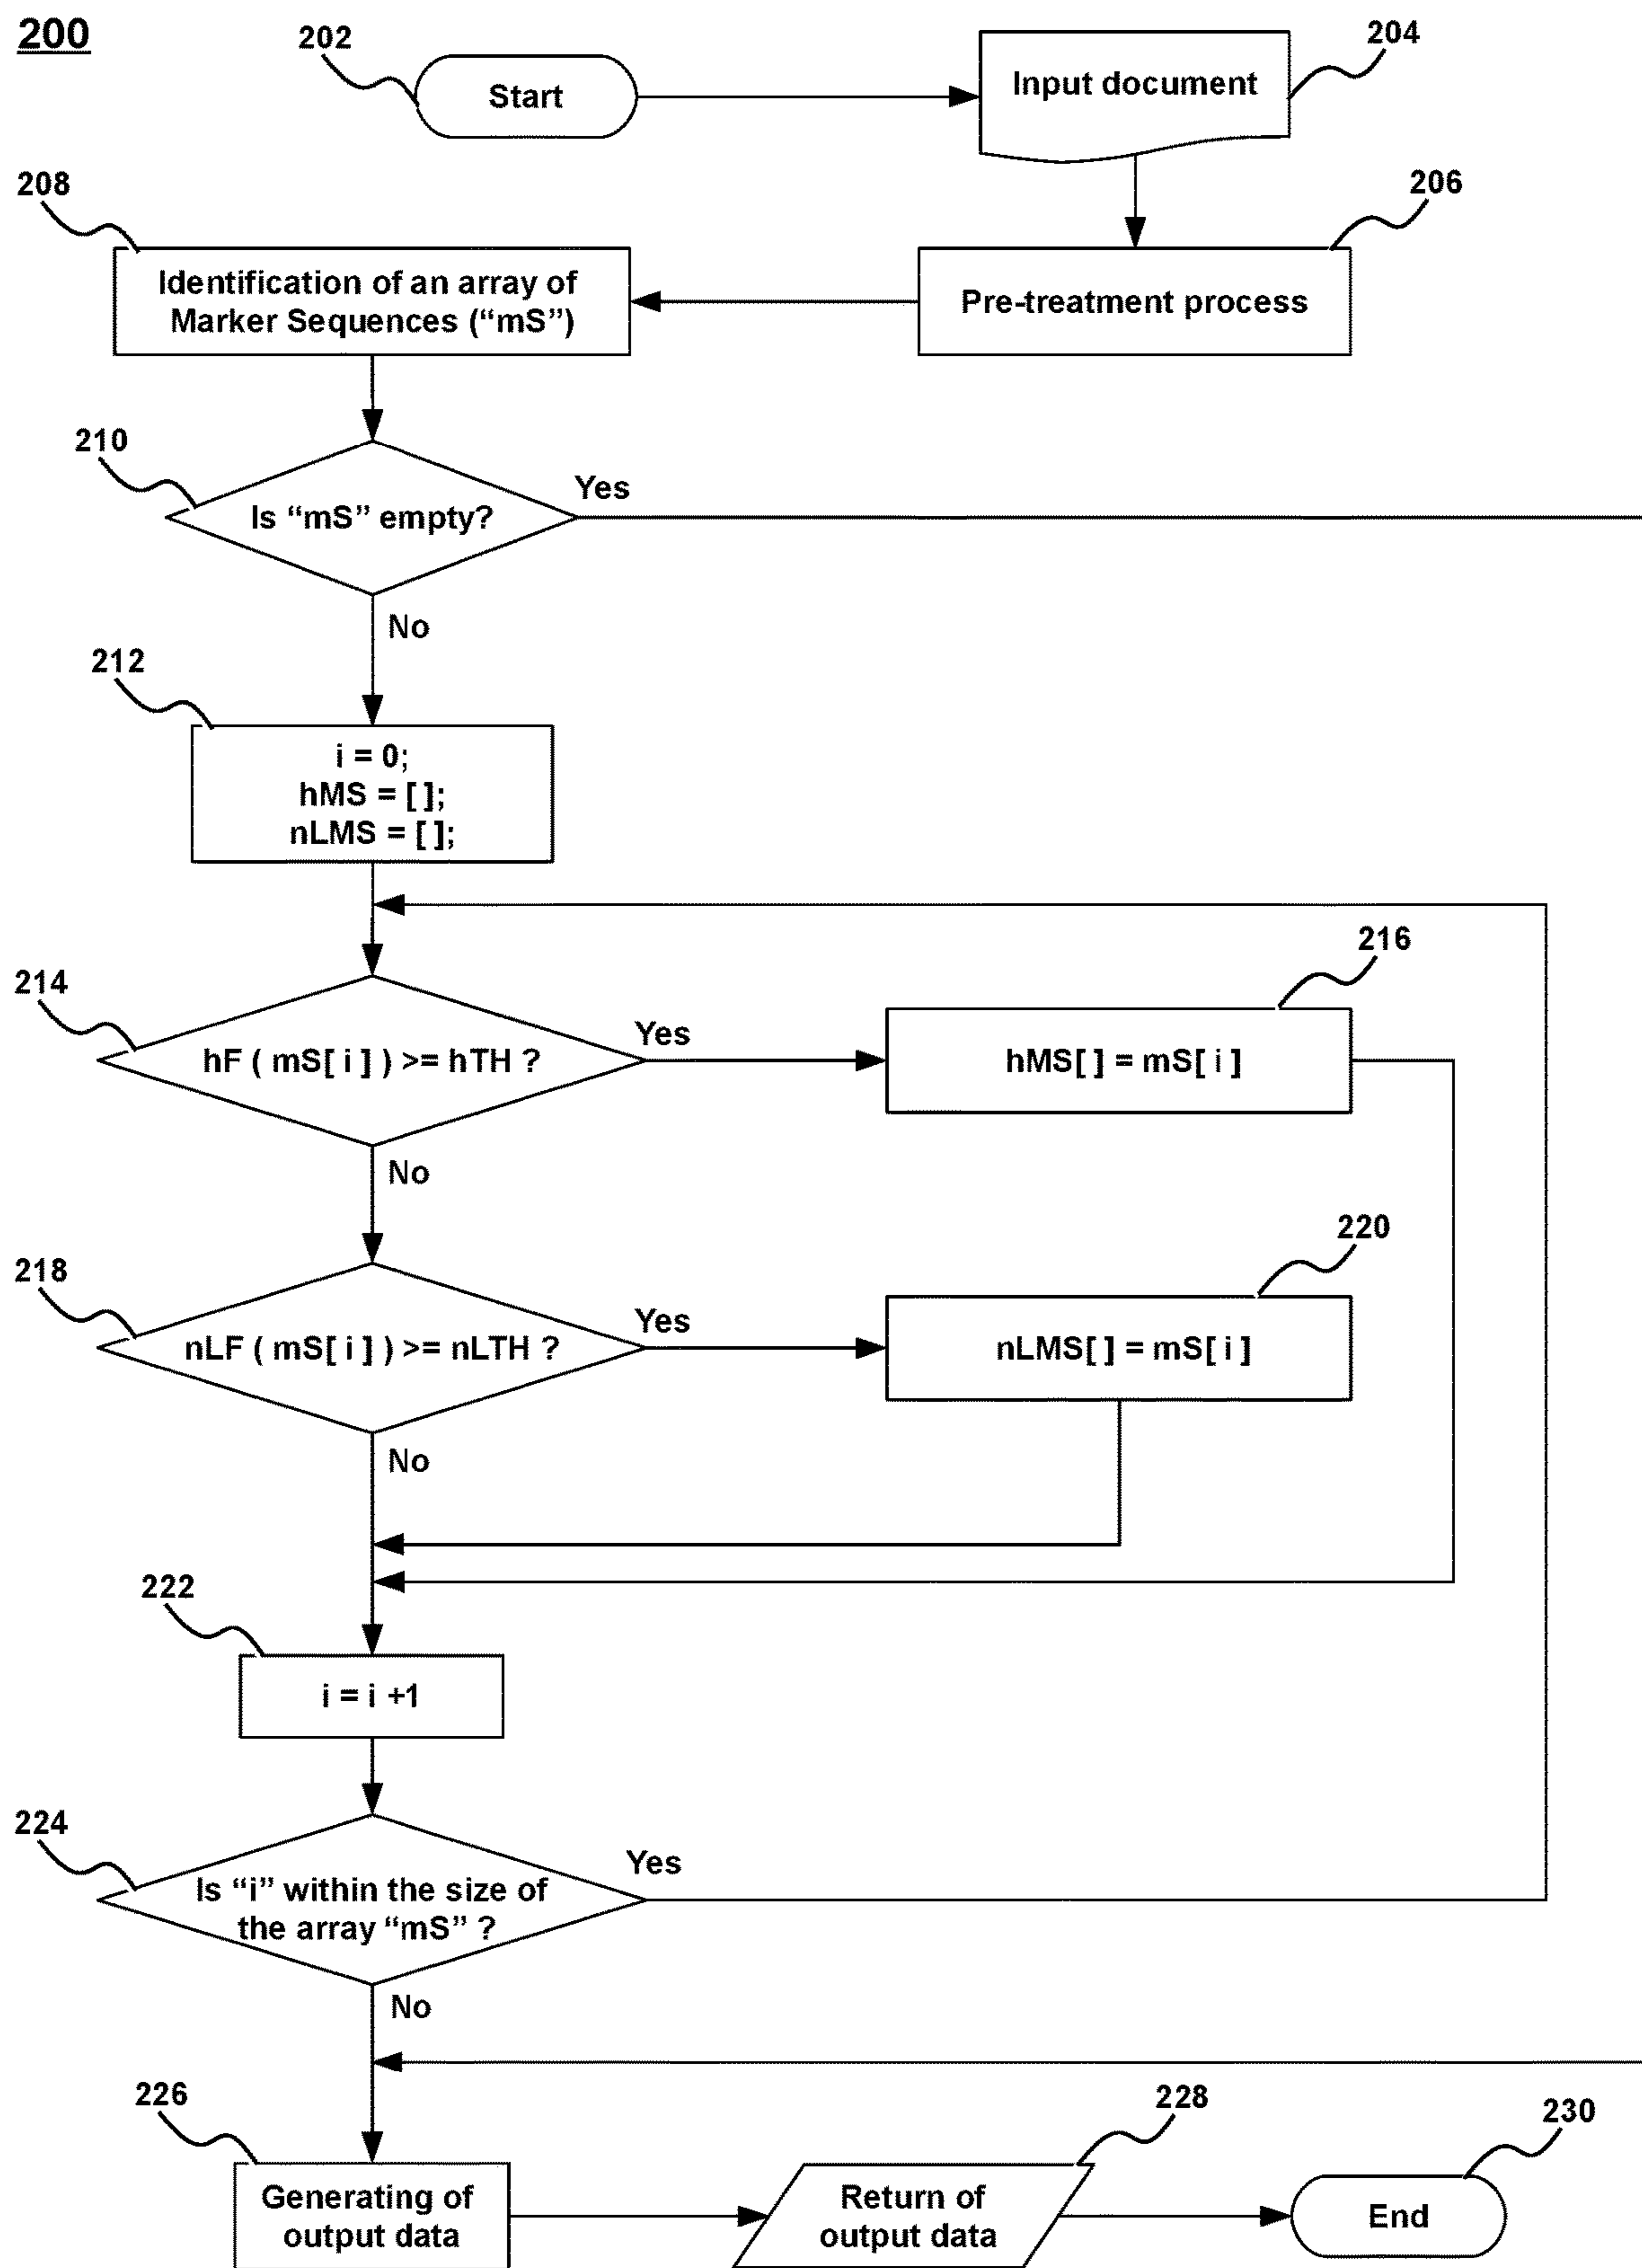 200
202
Start
204
Input document
208
Identification of an array of
Marker Sequences (“mS”)
206
Pre-treatment process
210
Is “mS” empty?
Yes
No
212
i = 0;
hMS = [ ];
nLMS = [ ];
214
hF ( mS[ i ] ) >= hTH ?
Yes
216
hMS[ ] = mS[ i ]
No
218
nLF ( mS[ i ] ) >= nLTH ?
Yes
220
nLMS[ ] = mS[ i ]
No
222
i = i +1
224
Is “i” within the size of
the array “mS” ?
Yes
No
226
Generating of
output data
228
Return of
output data
230
End